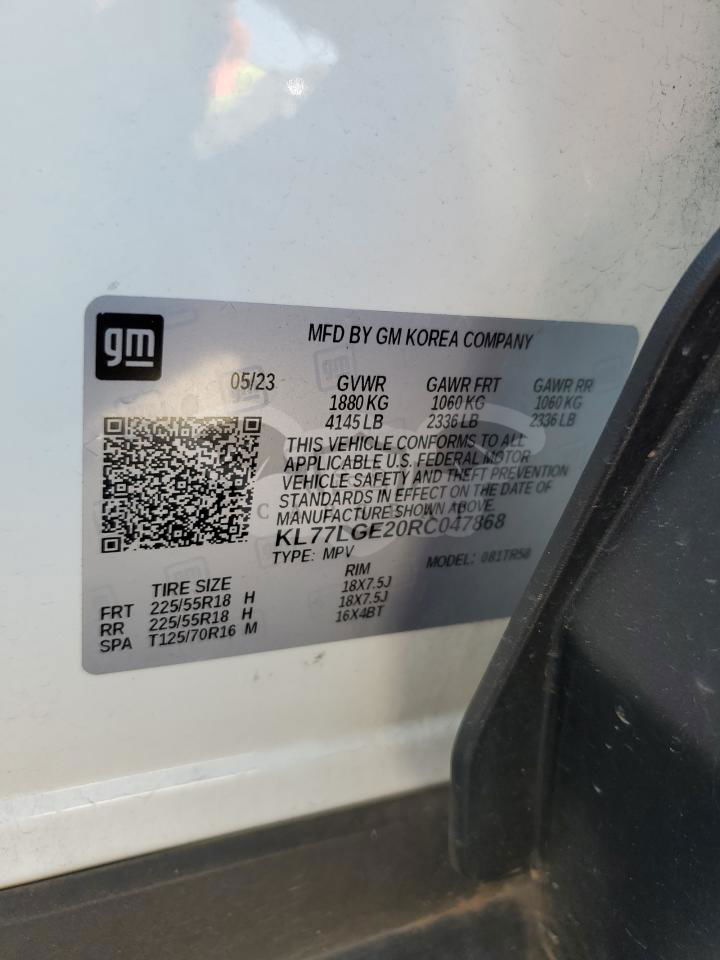 gm
MFD BY GM KOREA COMPANY
05/23 GVWR GAWR FRT GAWR RR
1880 KG 1060 KG 1060 KG
4145 LB 2336 LB 2336 LB
THIS VEHICLE CONFORMS TO ALL
APPLICABLE U.S. FEDERAL MOTOR
VEHICLE SAFETY AND THEFT PREVENTION
STANDARDS IN EFFECT ON THE DATE OF
MANUFACTURE SHOWN ABOVE.
KL77LGE20RC047868
TYPE: MPV MODEL: 081TR58
TIRE SIZE RIM
FRT 225/55R18 H 18X7.5J
RR 225/55R18 H 18X7.5J
SPA T125/70R16 M 16X4BT